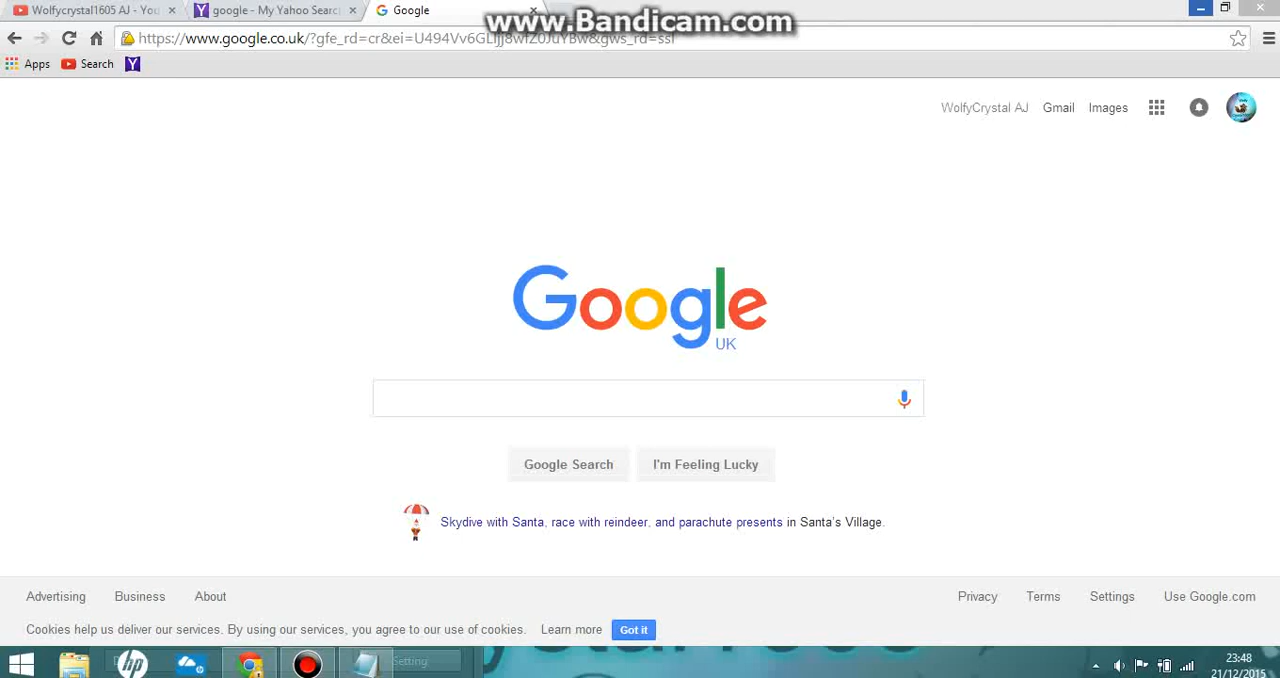 Wolfycrystal1605 AJ - You
google - My Yahoo Searc
Google
www.Bandicam.com
https://www.google.co.uk/?gfe_rd=cr&ei=
Apps
Search
WolfyCrystal AJ
Gmail
Images
Google
UK
Google Search
I'm Feeling Lucky
Skydive with Santa, race with reindeer, and parachute presents in Santa's Village.
Advertising
Business
About
Privacy
Terms
Settings
Use Google.com
Cookies help us deliver our services. By using our services, you agree to our use of cookies.
Learn more
Got it
hp
Setting
23:48
21/12/2015